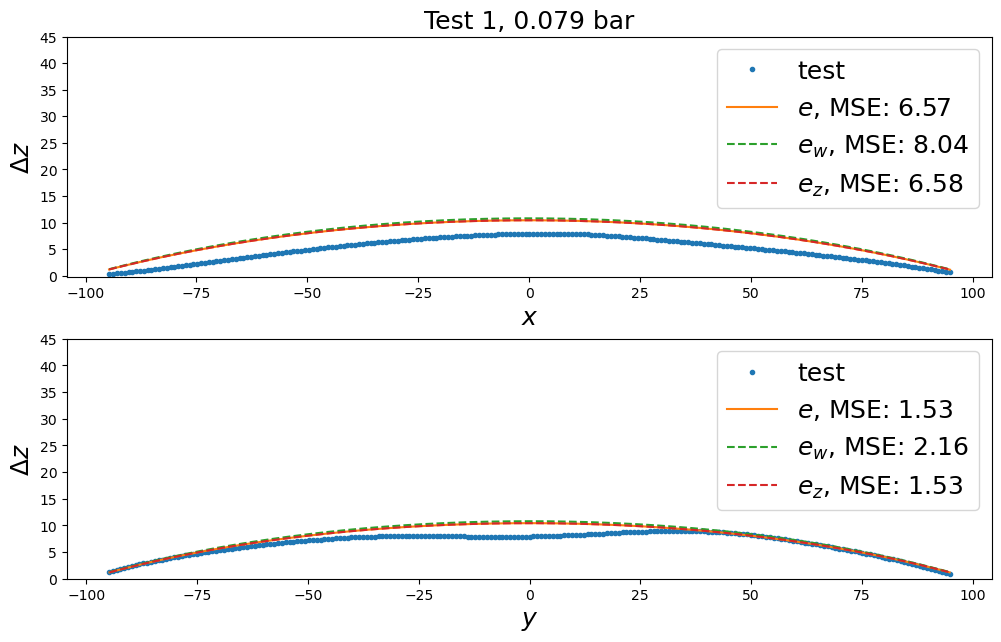 Test 1, 0.079 bar
45
40
35
30
25
20
15
10
5
0
Δz
test
e, MSE: 6.57
e_w, MSE: 8.04
e_z, MSE: 6.58
−100 −75 −50 −25 0 25 50 75 100
x
45
40
35
30
25
20
15
10
5
0
Δz
test
e, MSE: 1.53
e_w, MSE: 2.16
e_z, MSE: 1.53
−100 −75 −50 −25 0 25 50 75 100
y